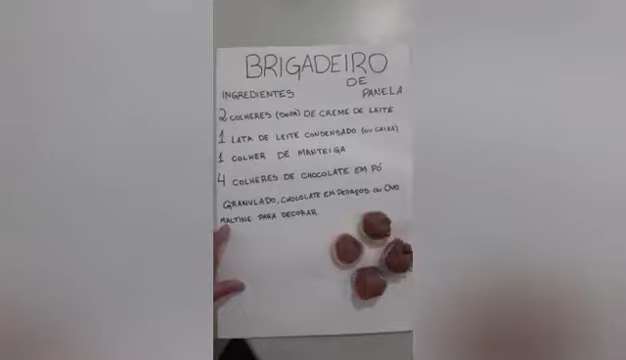 BRIGADEIRO
DE
PANELA
INGREDIENTES
2 COLHERES (SOPA) DE CREME DE LEITE
1 LATA DE LEITE CONDENSADO (OU CAIXA)
1 COLHER DE MANTEIGA
4 COLHERES DE CHOCOLATE EM PÓ
GRANULADO, CHOCOLATE EM PEDAÇOS OU OVO
MALTINE PARA DECORAR.